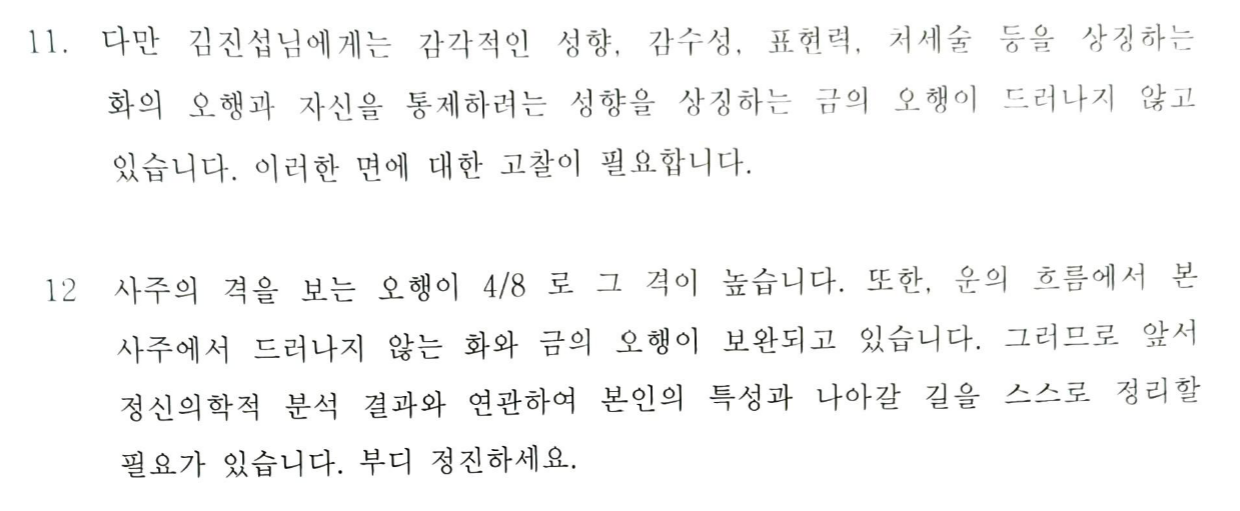 11. 다만 김진섭님에게는 감각적인 성향, 감수성, 표현력, 처세술 등을 상징하는
화의 오행과 자신을 통제하려는 성향을 상징하는 금의 오행이 드러나지 않고
있습니다. 이러한 면에 대한 고찰이 필요합니다.
12 사주의 격을 보는 오행이 4/8 로 그 격이 높습니다. 또한, 운의 흐름에서 본
사주에서 드러나지 않는 화와 금의 오행이 보완되고 있습니다. 그러므로 앞서
정신의학적 분석 결과와 연관하여 본인의 특성과 나아갈 길을 스스로 정리할
필요가 있습니다. 부디 정진하세요.